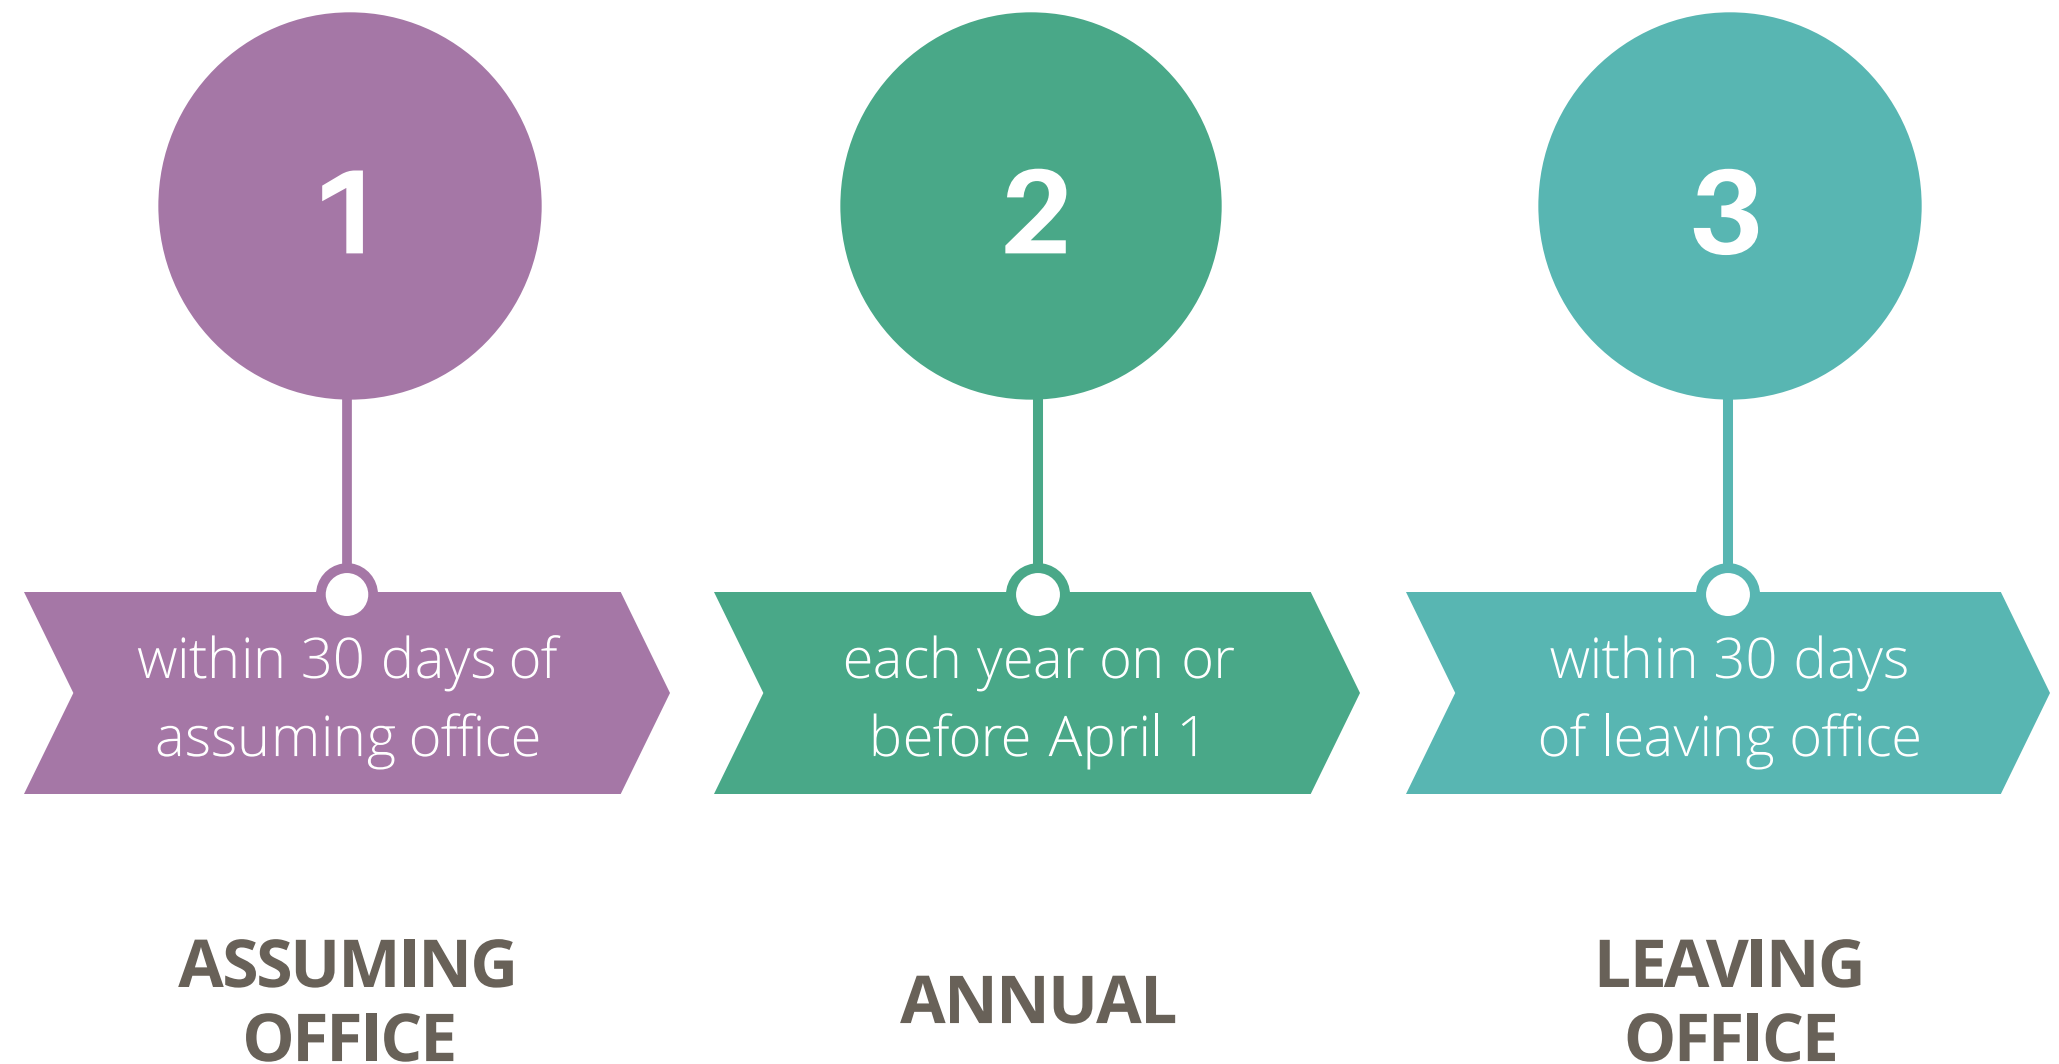 1
within 30 days of
assuming office
ASSUMING
OFFICE
2
each year on or
before April 1
ANNUAL
3
within 30 days
of leaving office
LEAVING
OFFICE